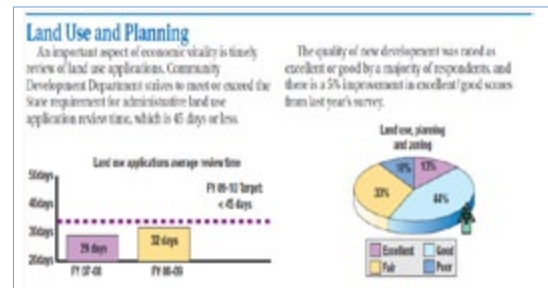 Land Use and Planning
An important aspect of economic vitality is timely
review of land use applications. Community
Development Department strives to meet or exceed the
State requirement for administrative land use
application review time, which is 45 days or less.
The quality of new development was rated as
excellent or good by a majority of respondents, and
there is a 5% improvement in excellent/good scores
from last year's survey.
Land use applications average review time
50days
40days
30days
20days
FY 09-10 Target
< 45 days
29 days
32 days
FY 07-08
FY 08-09
Land use, planning
and zoning
10%
13%
33%
44%
Excellent
Good
Fair
Poor